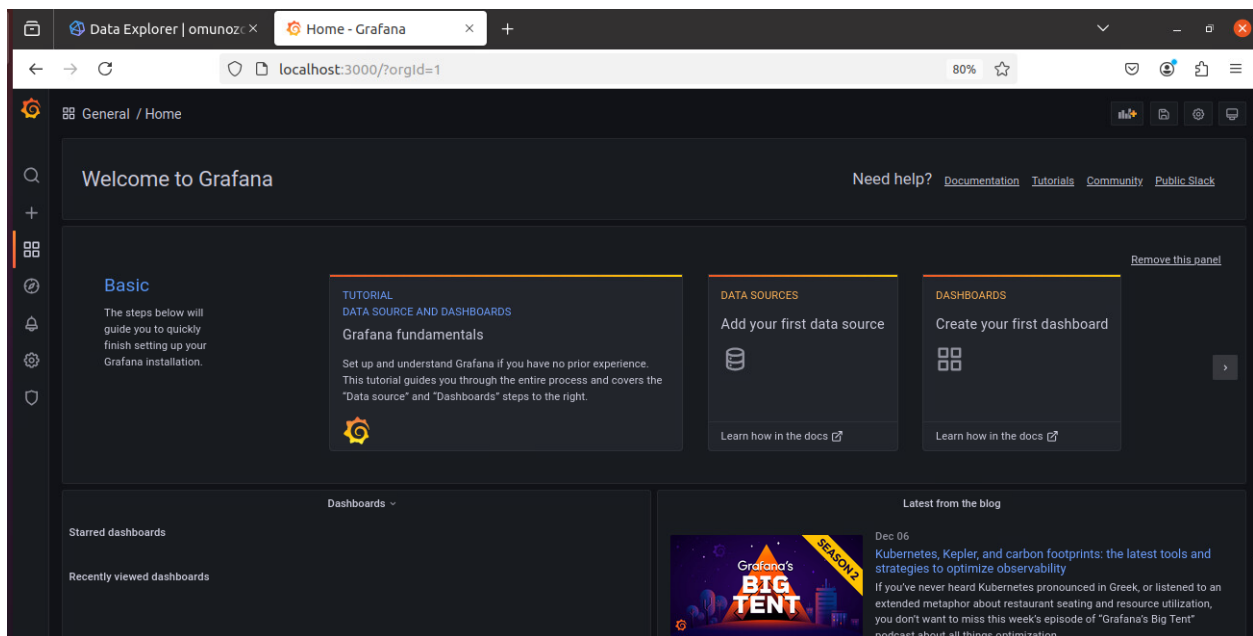 Data Explorer | omunozc
Home - Grafana
localhost:3000/?orgId=1
80%
General / Home
Welcome to Grafana
Need help? Documentation Tutorials Community Public Slack
Remove this panel
Basic
The steps below will
guide you to quickly
finish setting up your
Grafana installation.
TUTORIAL
DATA SOURCE AND DASHBOARDS
Grafana fundamentals
Set up and understand Grafana if you have no prior experience.
This tutorial guides you through the entire process and covers the
"Data source" and "Dashboards" steps to the right.
DATA SOURCES
Add your first data source
Learn how in the docs
DASHBOARDS
Create your first dashboard
Learn how in the docs
Dashboards
Starred dashboards
Recently viewed dashboards
Latest from the blog
Grafana's
BIG
TENT
SEASON 2
Dec 06
Kubernetes, Kepler, and carbon footprints: the latest tools and
strategies to optimize observability
If you've never heard Kubernetes pronounced in Greek, or listened to an
extended metaphor about restaurant seating and resource utilization,
you don't want to miss this week's episode of "Grafana's Big Tent"
podcast about all things optimization